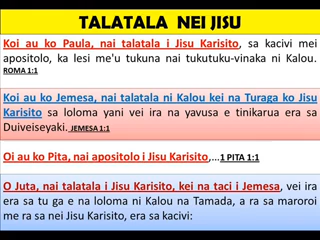 TALATALA NEI JISU
Koi au ko Paula, nai talatala i Jisu Karisito, sa kacivi mei
apositolo, ka lesi me'u tukuna nai tukutuku-vinaka ni Kalou.
ROMA 1:1
Koi au ko Jemesa, nai talatala ni Kalou kei na Turaga ko Jisu
Karisito sa loloma yani vei ira na yavusa e tinikarua era sa
Duiveiseyaki. JEMESA 1:1
Oi au ko Pita, nai apositolo i Jisu Karisito,...1 PITA 1:1
O Juta, nai talatala i Jisu Karisito, kei na taci i Jemesa, vei ira
era sa tu ga e na loloma ni Kalou na Tamada, a ra sa maroroi
me ra sa nei Jisu Karisito, era sa kacivi: